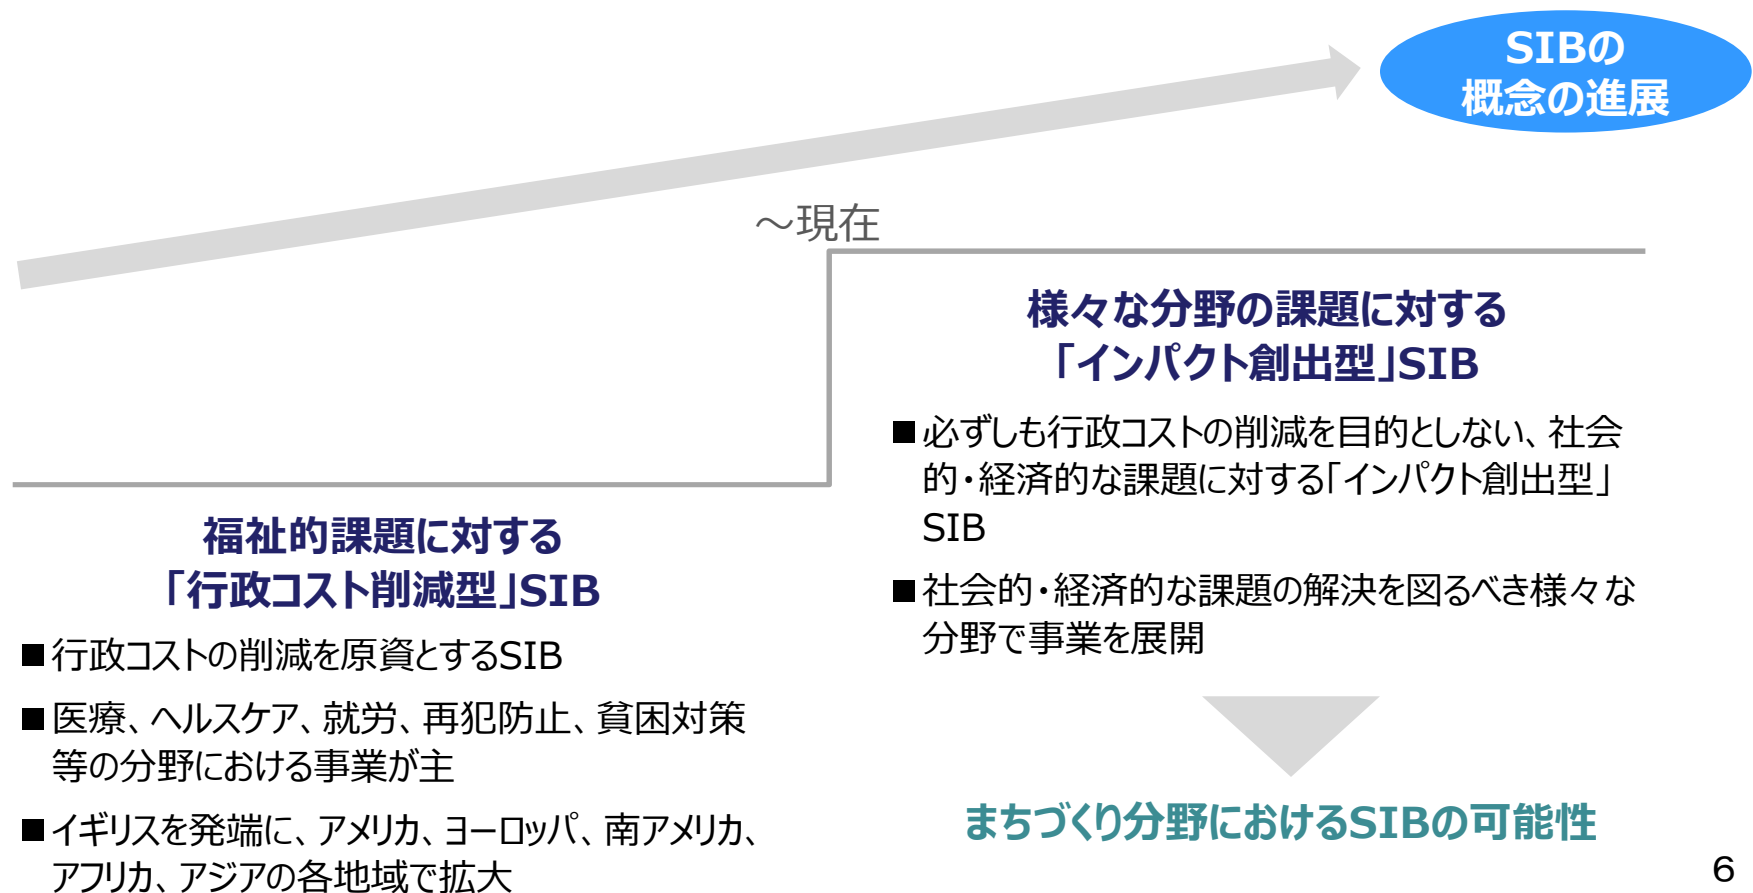 SIBの
概念の進展
～現在
福祉的課題に対する
「行政コスト削減型」SIB
■行政コストの削減を原資とするSIB
■医療、ヘルスケア、就労、再犯防止、貧困対策
等の分野における事業が主
■イギリスを発端に、アメリカ、ヨーロッパ、南アメリカ、
アフリカ、アジアの各地域で拡大
様々な分野の課題に対する
「インパクト創出型」SIB
■必ずしも行政コストの削減を目的としない、社会
的・経済的な課題に対する「インパクト創出型」
SIB
■社会的・経済的な課題の解決を図るべき様々な
分野で事業を展開
まちづくり分野におけるSIBの可能性
6